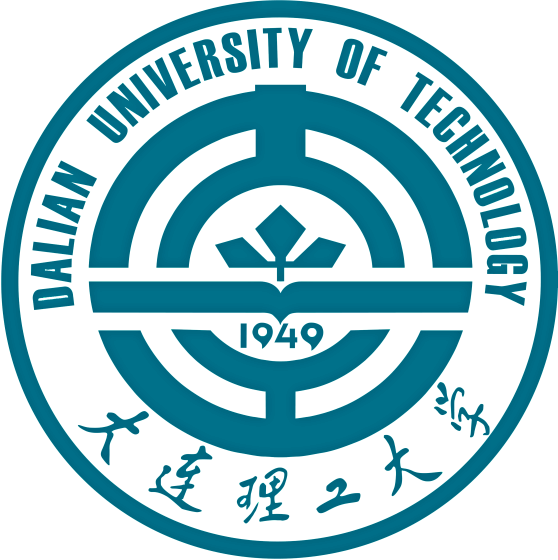 DALIAN UNIVERSITY OF TECHNOLOGY
1949
大连理工大学